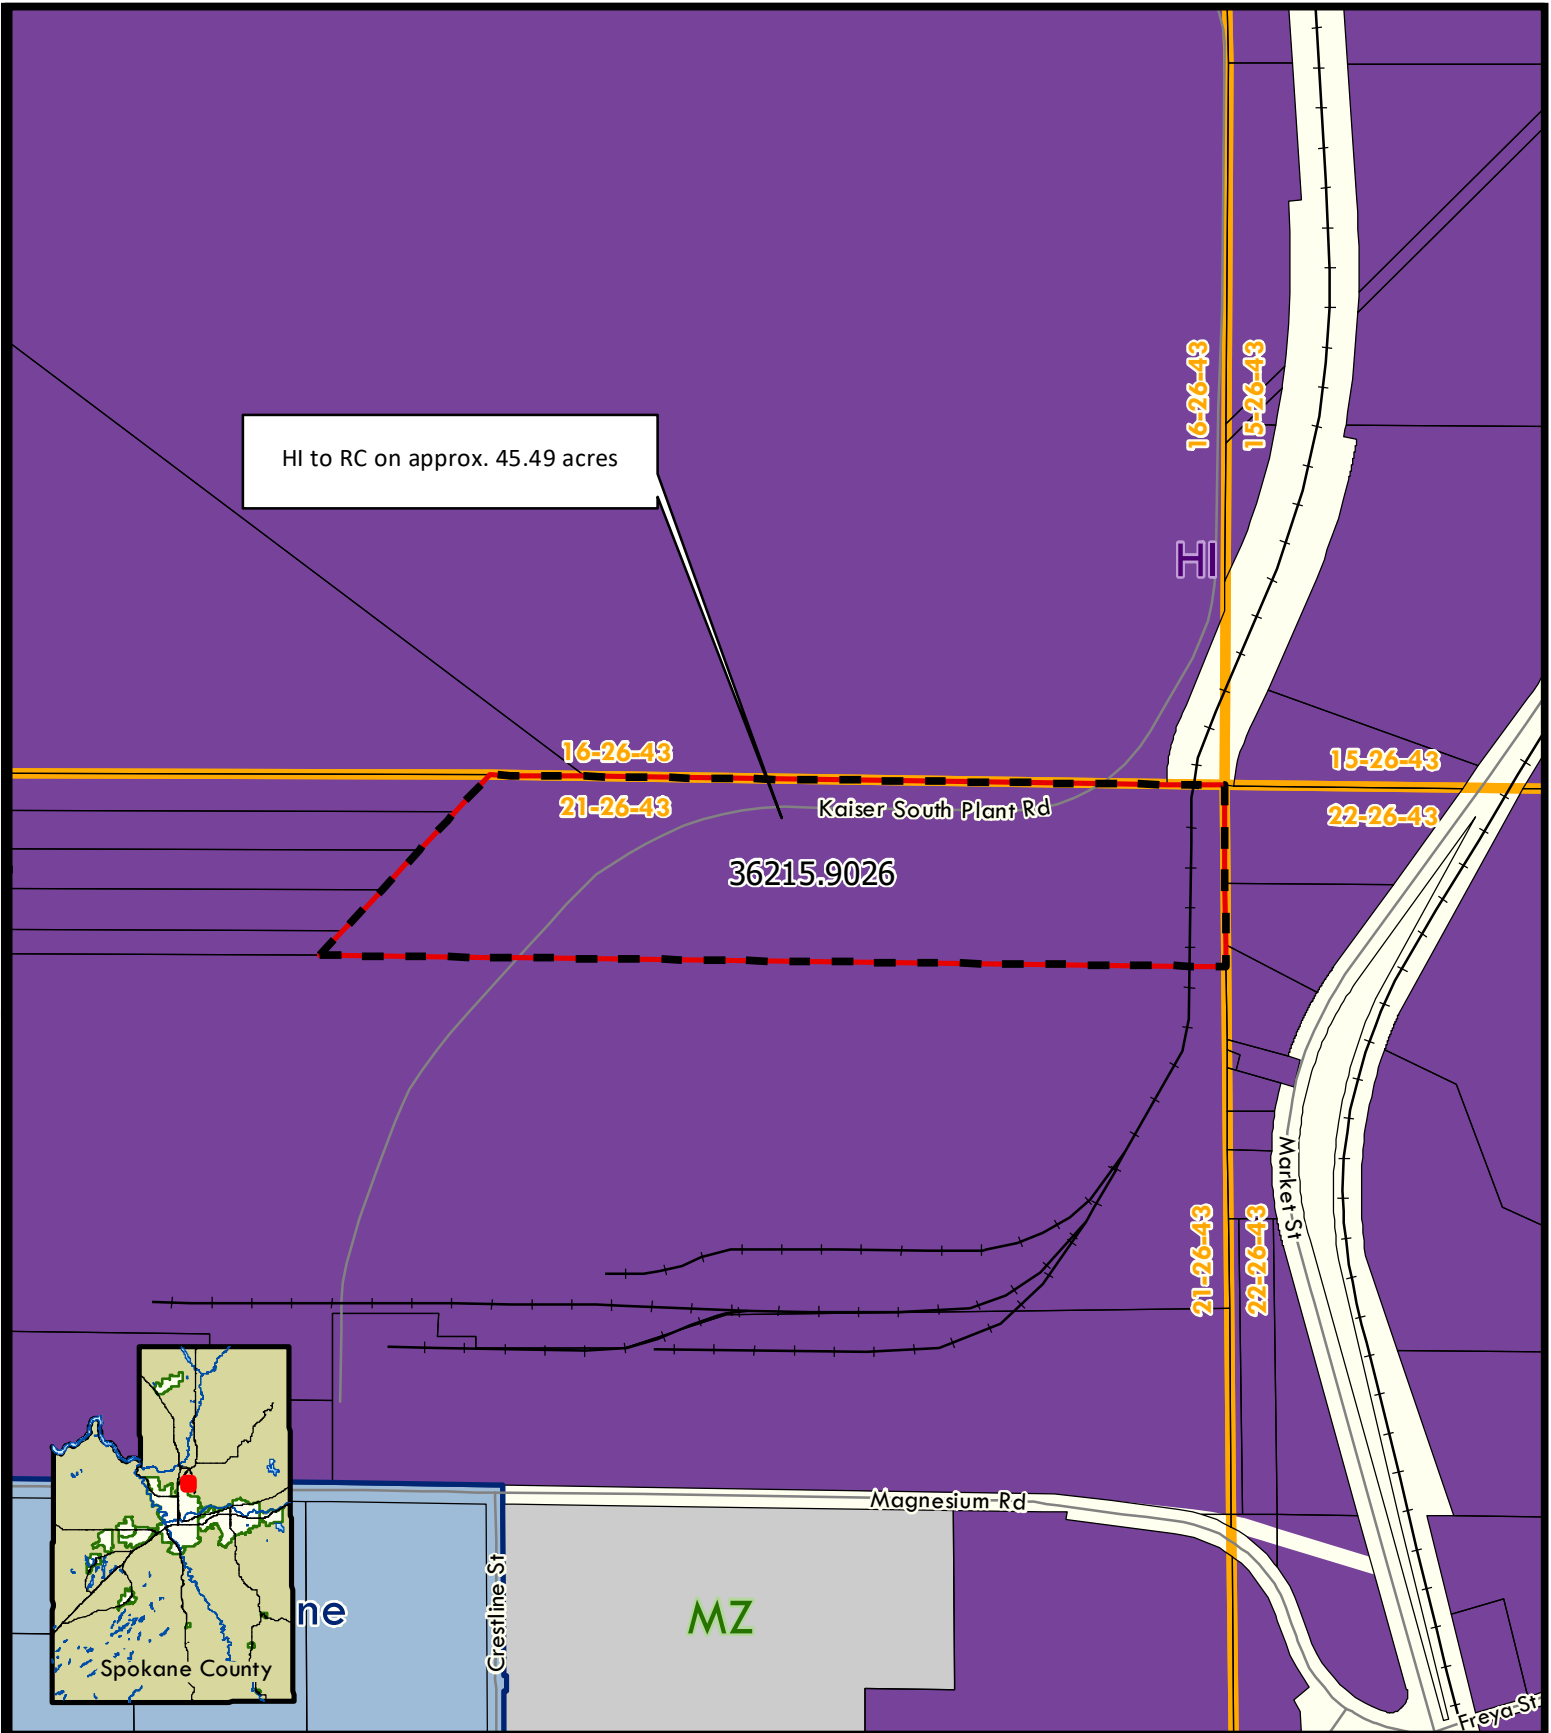 16-26-43
15-26-43
HI to RC on approx. 45.49 acres
HI
16-26-43
15-26-43
21-26-43
Kaiser South Plant Rd
22-26-43
36215.9026
Market St
21-26-43
22-26-43
Magnesium Rd
Crestline St
ne
MZ
Spokane County
Freya St